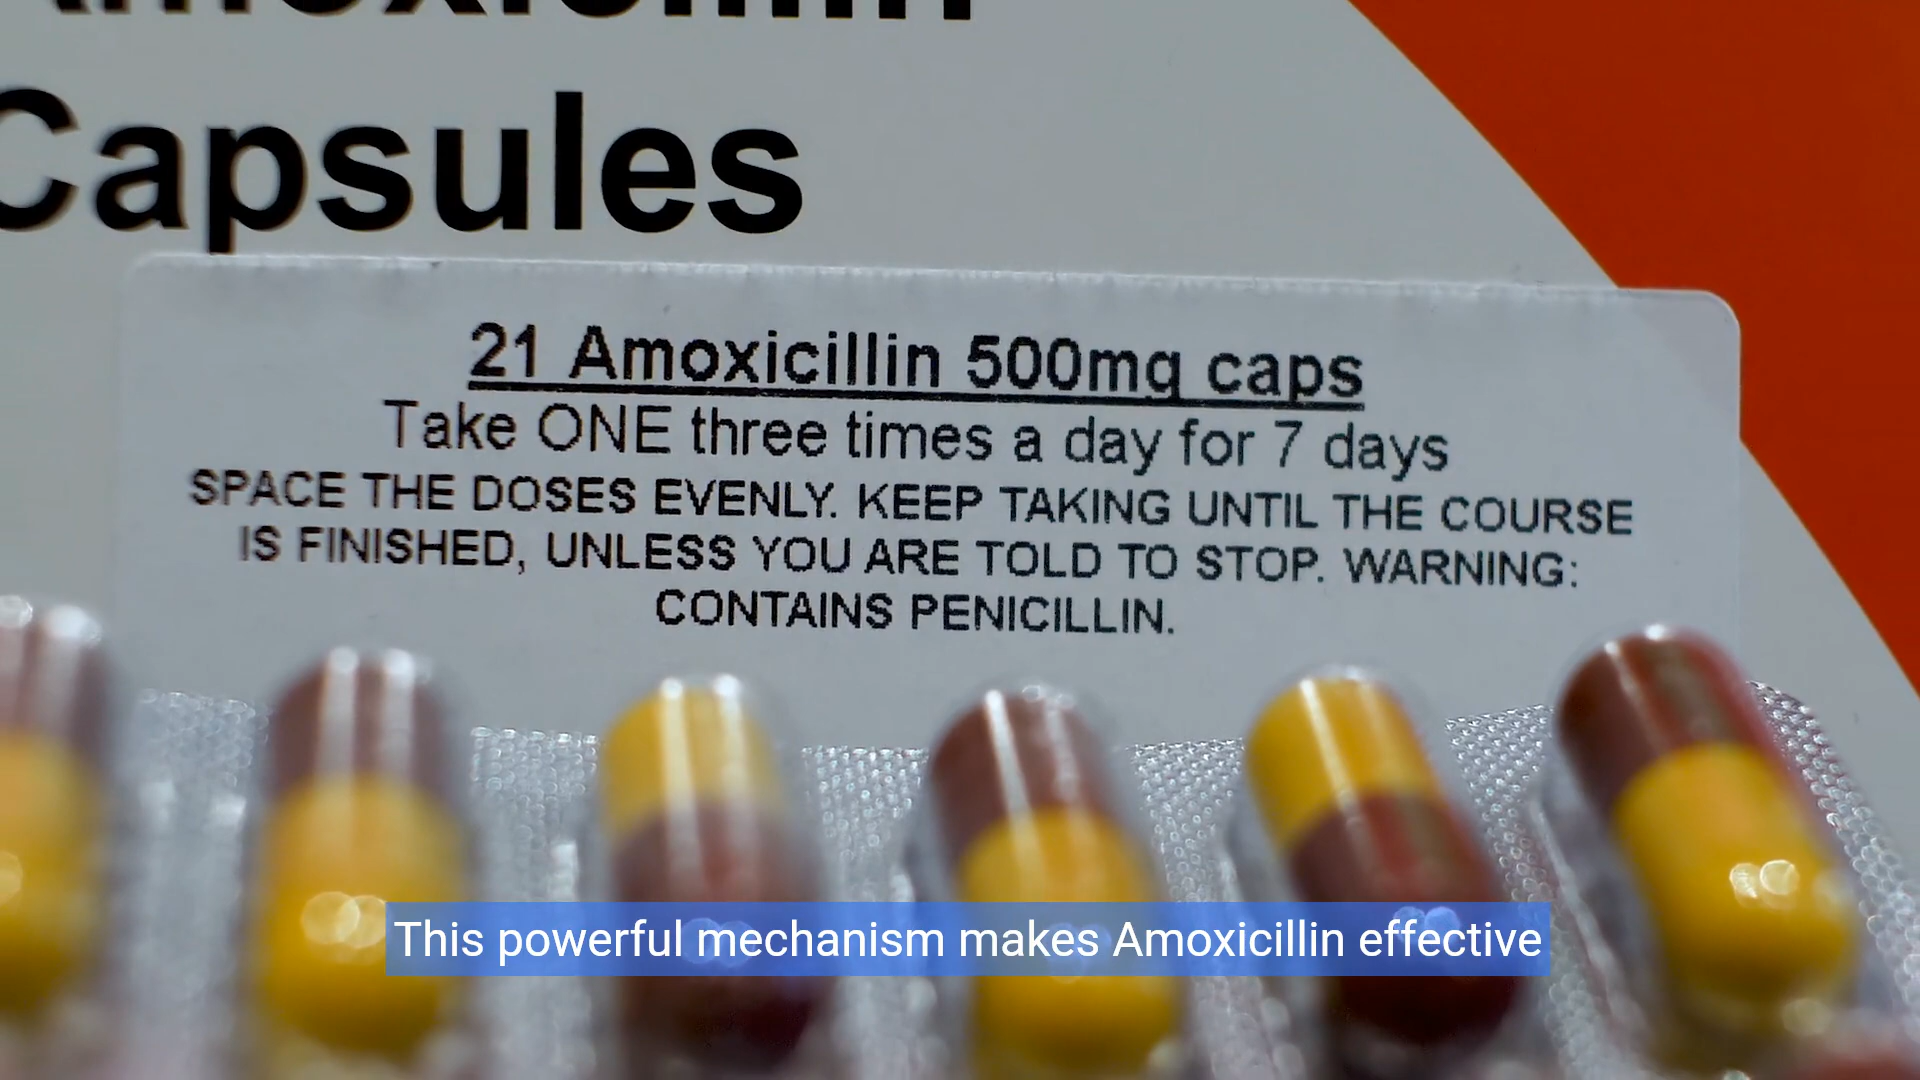 Capsules
21 Amoxicillin 500mg caps
Take ONE three times a day for 7 days
SPACE THE DOSES EVENLY. KEEP TAKING UNTIL THE COURSE
IS FINISHED, UNLESS YOU ARE TOLD TO STOP. WARNING:
CONTAINS PENICILLIN.
This powerful mechanism makes Amoxicillin effective